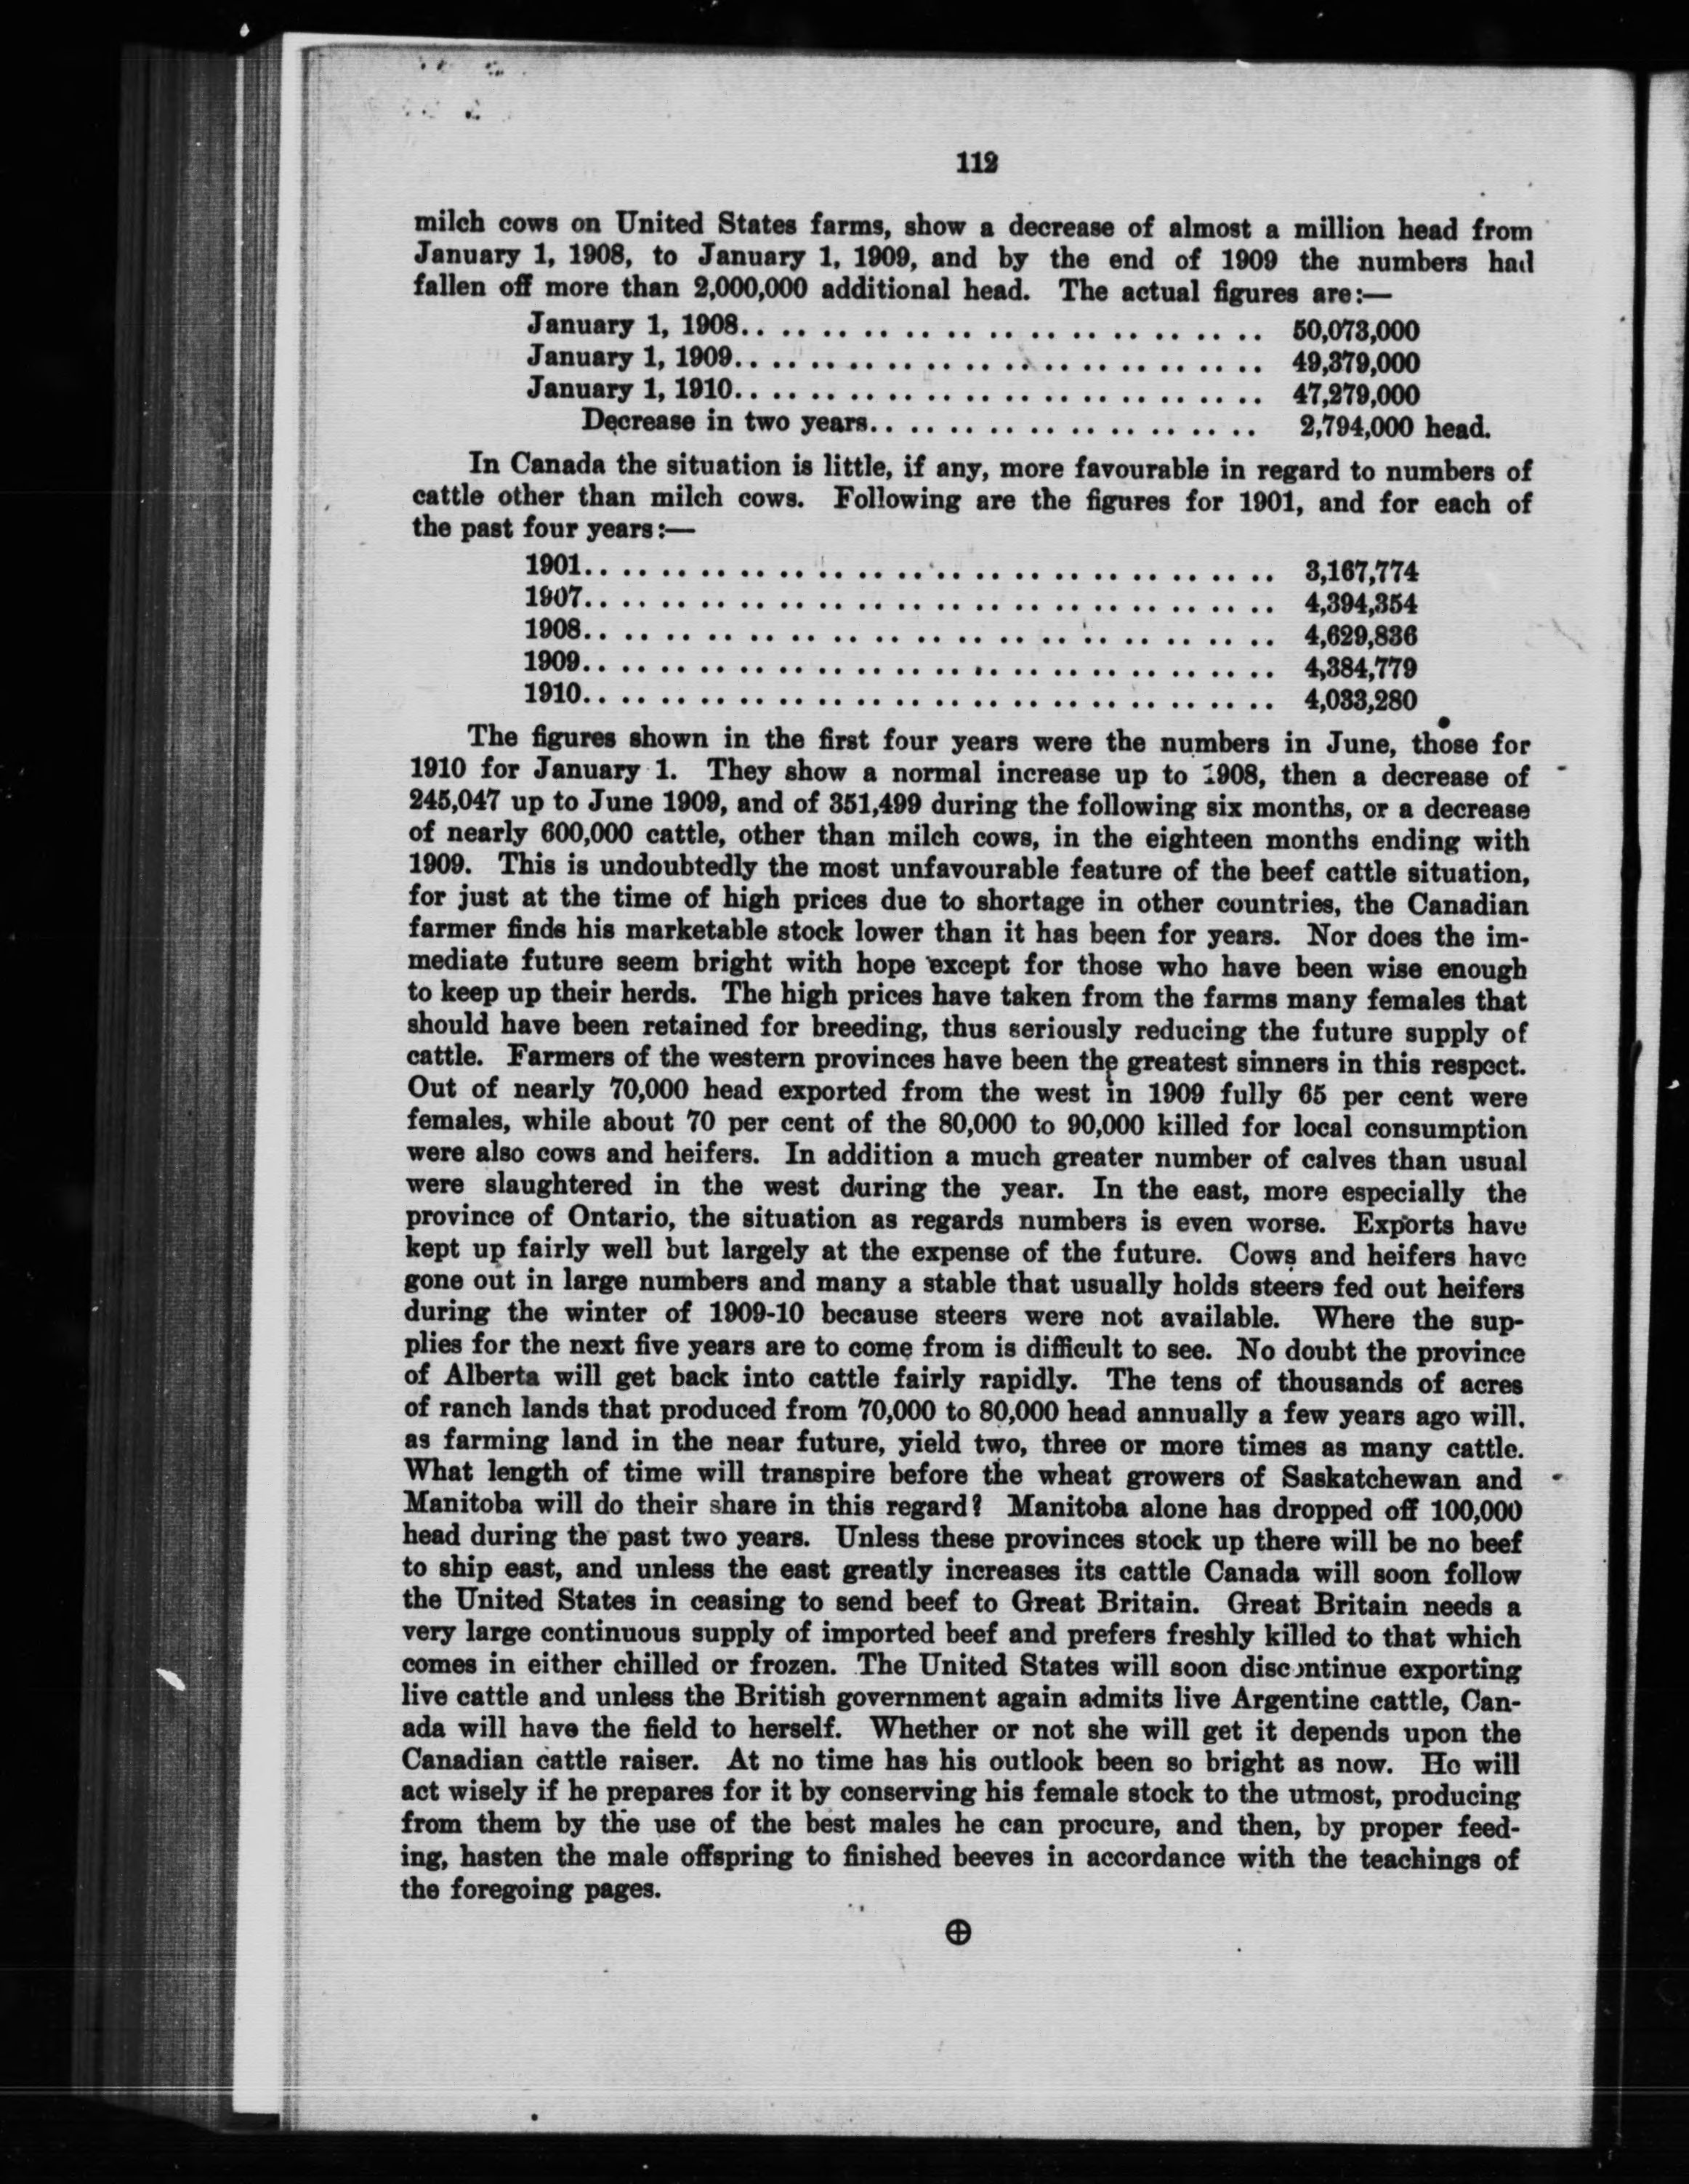 112
milch cows on United States farms, show a decrease of almost a million head from
January 1, 1908, to January 1, 1909, and by the end of 1909 the numbers had
fallen off more than 2,000,000 additional head. The actual figures are:—
January 1, 1908.. .. .. .. .. .. .. .. .. .. .. .. .. 50,073,000
January 1, 1909.. .. .. .. .. .. .. .. .. .. .. .. .. 49,379,000
January 1, 1910.. .. .. .. .. .. .. .. .. .. .. .. .. 47,279,000
Decrease in two years.. .. .. .. .. .. .. .. .. .. 2,794,000 head.
In Canada the situation is little, if any, more favourable in regard to numbers of
cattle other than milch cows. Following are the figures for 1901, and for each of
the past four years:—
1901.. .. .. .. .. .. .. .. .. .. .. .. .. .. .. .. .. 3,167,774
1907.. .. .. .. .. .. .. .. .. .. .. .. .. .. .. .. .. 4,394,354
1908.. .. .. .. .. .. .. .. .. .. .. .. .. .. .. .. .. 4,629,836
1909.. .. .. .. .. .. .. .. .. .. .. .. .. .. .. .. .. 4,384,779
1910.. .. .. .. .. .. .. .. .. .. .. .. .. .. .. .. .. 4,033,280
The figures shown in the first four years were the numbers in June, those for
1910 for January 1. They show a normal increase up to 1908, then a decrease of
245,047 up to June 1909, and of 351,499 during the following six months, or a decrease
of nearly 600,000 cattle, other than milch cows, in the eighteen months ending with
1909. This is undoubtedly the most unfavourable feature of the beef cattle situation,
for just at the time of high prices due to shortage in other countries, the Canadian
farmer finds his marketable stock lower than it has been for years. Nor does the im-
mediate future seem bright with hope except for those who have been wise enough
to keep up their herds. The high prices have taken from the farms many females that
should have been retained for breeding, thus seriously reducing the future supply of
cattle. Farmers of the western provinces have been the greatest sinners in this respect.
Out of nearly 70,000 head exported from the west in 1909 fully 65 per cent were
females, while about 70 per cent of the 80,000 to 90,000 killed for local consumption
were also cows and heifers. In addition a much greater number of calves than usual
were slaughtered in the west during the year. In the east, more especially the
province of Ontario, the situation as regards numbers is even worse. Exports have
kept up fairly well but largely at the expense of the future. Cows and heifers have
gone out in large numbers and many a stable that usually holds steers fed out heifers
during the winter of 1909-10 because steers were not available. Where the sup-
plies for the next five years are to come from is difficult to see. No doubt the province
of Alberta will get back into cattle fairly rapidly. The tens of thousands of acres
of ranch lands that produced from 70,000 to 80,000 head annually a few years ago will,
as farming land in the near future, yield two, three or more times as many cattle.
What length of time will transpire before the wheat growers of Saskatchewan and
Manitoba will do their share in this regard? Manitoba alone has dropped off 100,000
head during the past two years. Unless these provinces stock up there will be no beef
to ship east, and unless the east greatly increases its cattle Canada will soon follow
the United States in ceasing to send beef to Great Britain. Great Britain needs a
very large continuous supply of imported beef and prefers freshly killed to that which
comes in either chilled or frozen. The United States will soon discontinue exporting
live cattle and unless the British government again admits live Argentine cattle, Can-
ada will have the field to herself. Whether or not she will get it depends upon the
Canadian cattle raiser. At no time has his outlook been so bright as now. He will
act wisely if he prepares for it by conserving his female stock to the utmost, producing
from them by the use of the best males he can procure, and then, by proper feed-
ing, hasten the male offspring to finished beeves in accordance with the teachings of
the foregoing pages.